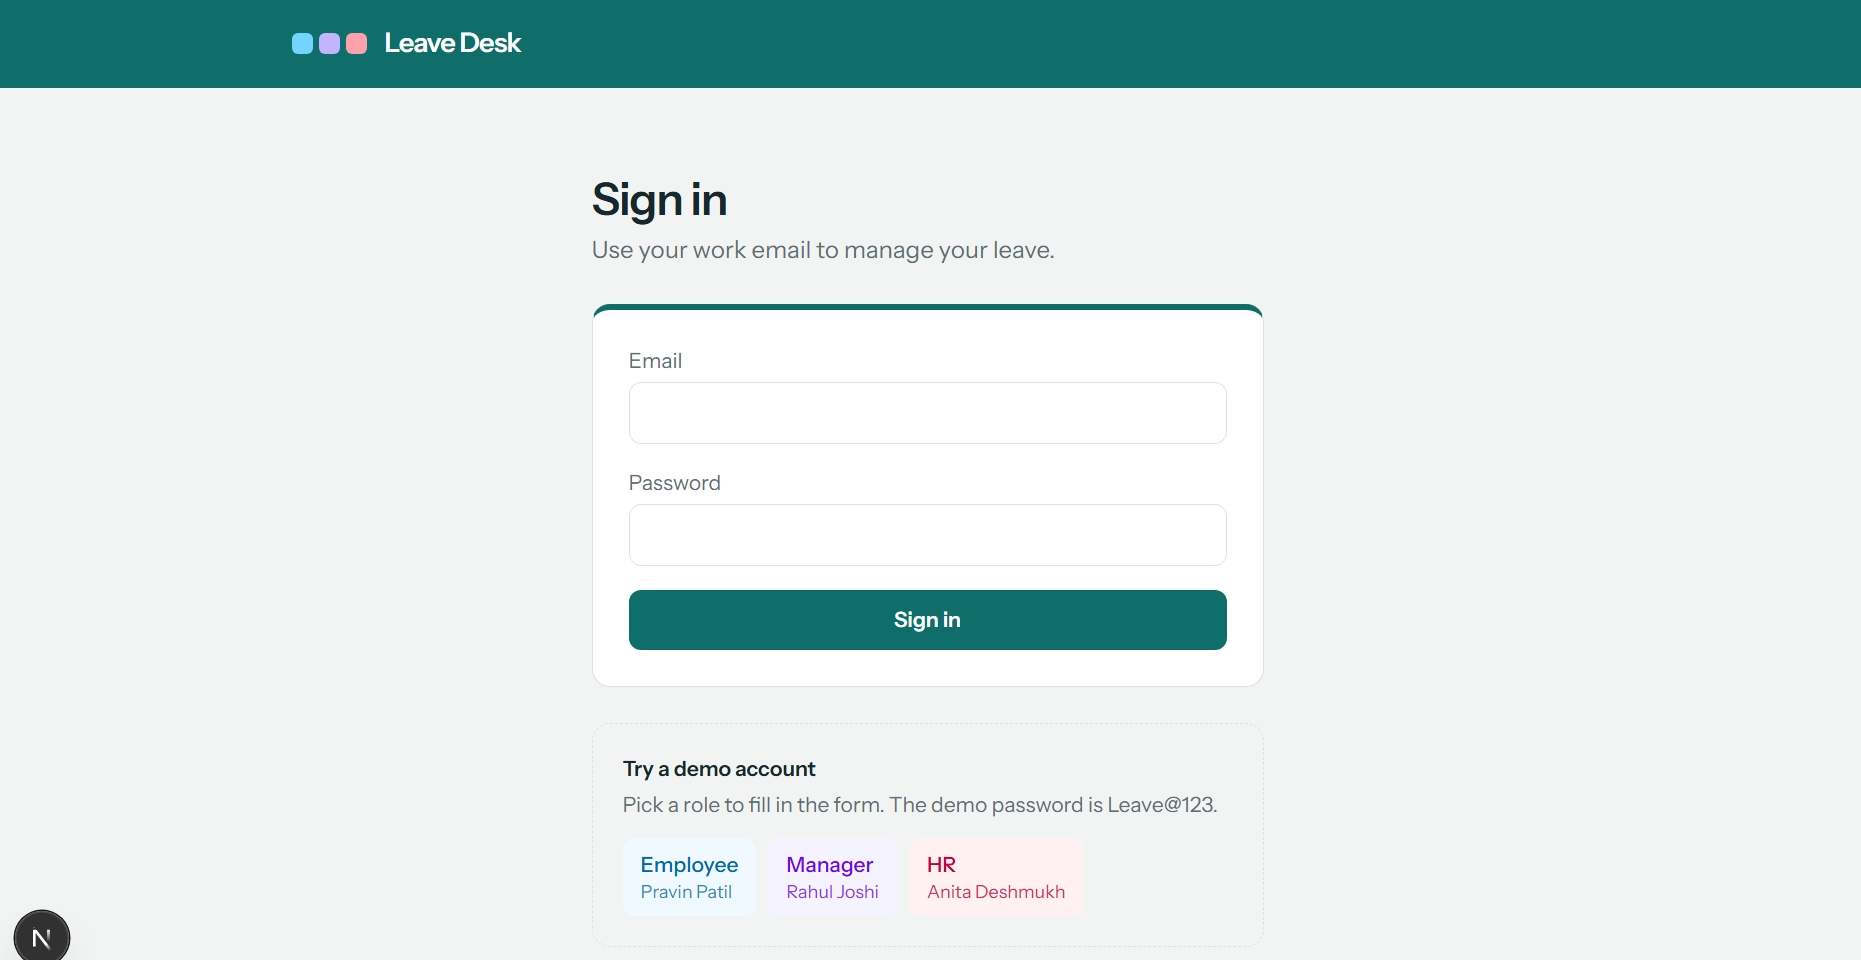 Leave Desk
Sign in
Use your work email to manage your leave.
Email
Password
Sign in
Try a demo account
Pick a role to fill in the form. The demo password is Leave@123.
Employee
Pravin Patil
Manager
Rahul Joshi
HR
Anita Deshmukh
N